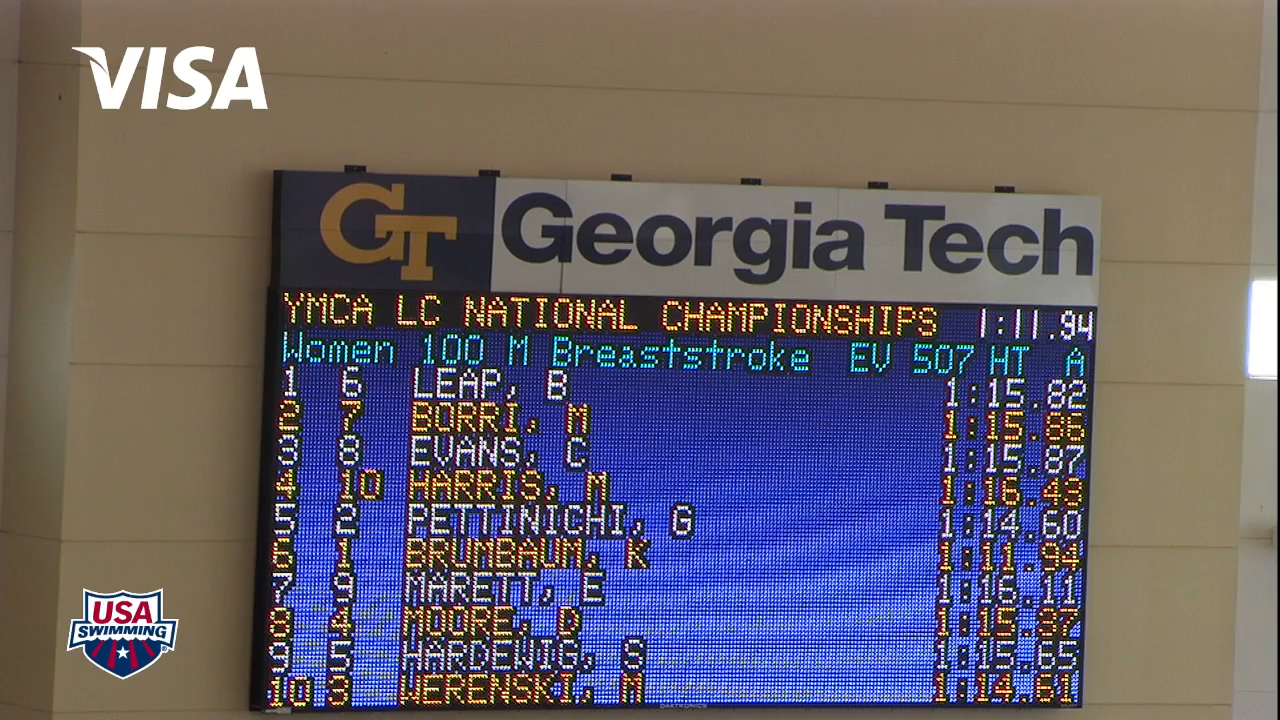 VISA
GT Georgia Tech
YMCA LC NATIONAL CHAMPIONSHIPS 1:11.94
Women 100 M Breaststroke EV 507 HT A
1 6 LEAP, B 1:15.82
2 7 BORRI, M 1:15.86
3 8 EVANS, C 1:15.87
4 10 HARRIS, M 1:16.43
5 2 PETTINICHI, G 1:14.60
6 1 BRUMBAUM, K 1:11.94
7 9 MARETT, E 1:16.11
8 4 MOORE, D 1:15.37
9 5 HARDEWIG, S 1:15.65
10 3 WERENSKI, M 1:14.61
DAKTRONICS
USA
SWIMMING